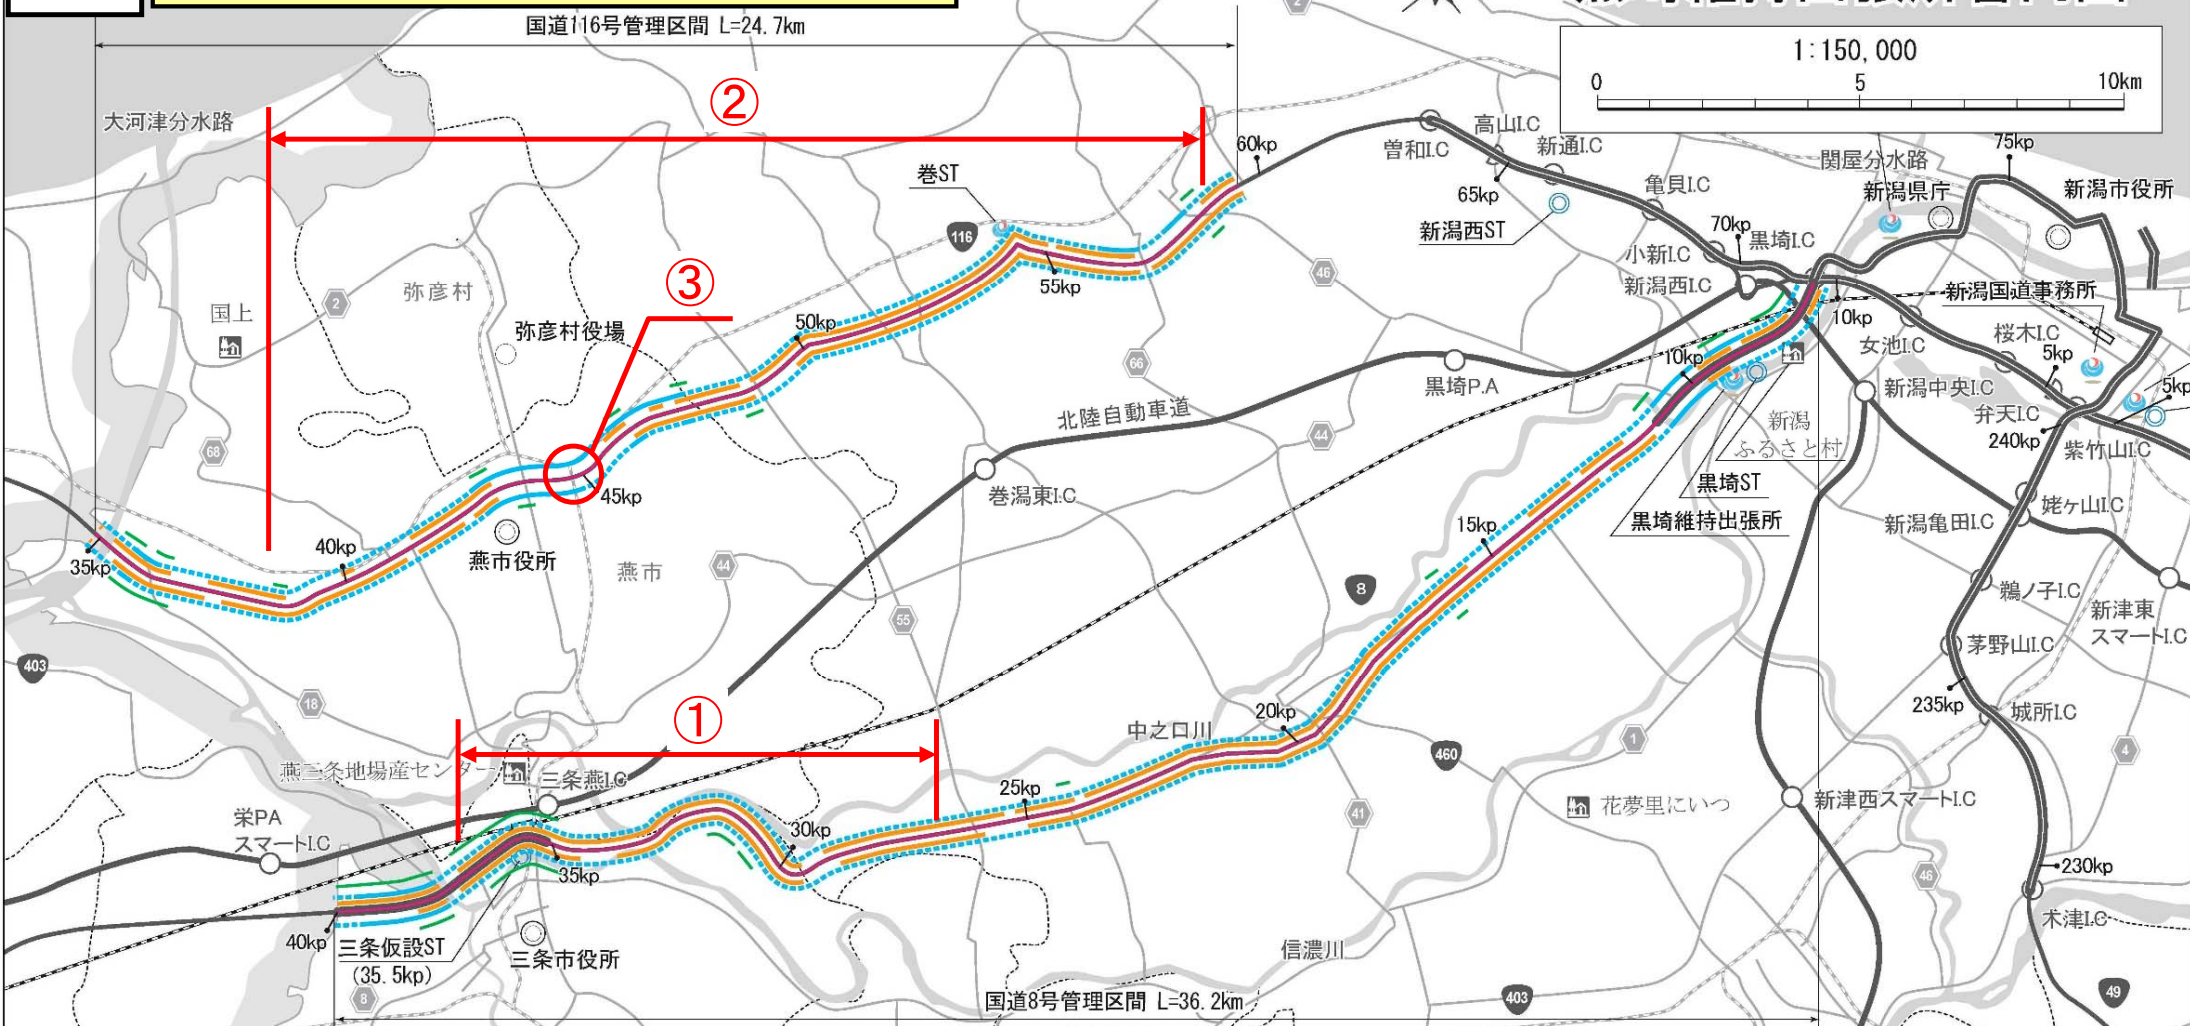 国道116号管理区間 L=24.7km
1:150,000
0 5 10km
②
大河津分水路
巻ST
116
60kp
曽和I.C
高山I.C
新通I.C
65kp
亀貝I.C
関屋分水路
75kp
新潟県庁
新潟市役所
新潟西ST
70kp
黒埼I.C
小新I.C
新潟西I.C
新潟国道事務所
10kp
女池I.C
桜木I.C
5kp
5kp
弁天I.C
240kp
紫竹山I.C
新潟中央I.C
姥ヶ山I.C
新潟亀田I.C
鵜ノ子I.C
新津東
スマートI.C
茅野山I.C
235kp
城所I.C
4
230kp
木津I.C
49
46
国上
2
弥彦村
弥彦村役場
③
50kp
55kp
46
66
黒埼P.A
10kp
新潟
ふるさと村
黒埼ST
黒埼維持出張所
北陸自動車道
44
巻潟東I.C
68
45kp
燕市役所
燕市
44
40kp
35kp
403
18
55
15kp
8
①
中之口川
20kp
460
1
41
花夢里にいつ
新津西スマートI.C
燕三条地場産センター
三条燕I.C
栄PA
スマートI.C
25kp
30kp
35kp
40kp
三条仮設ST
(35.5kp)
三条市役所
8
信濃川
403
国道8号管理区間 L=36.2km